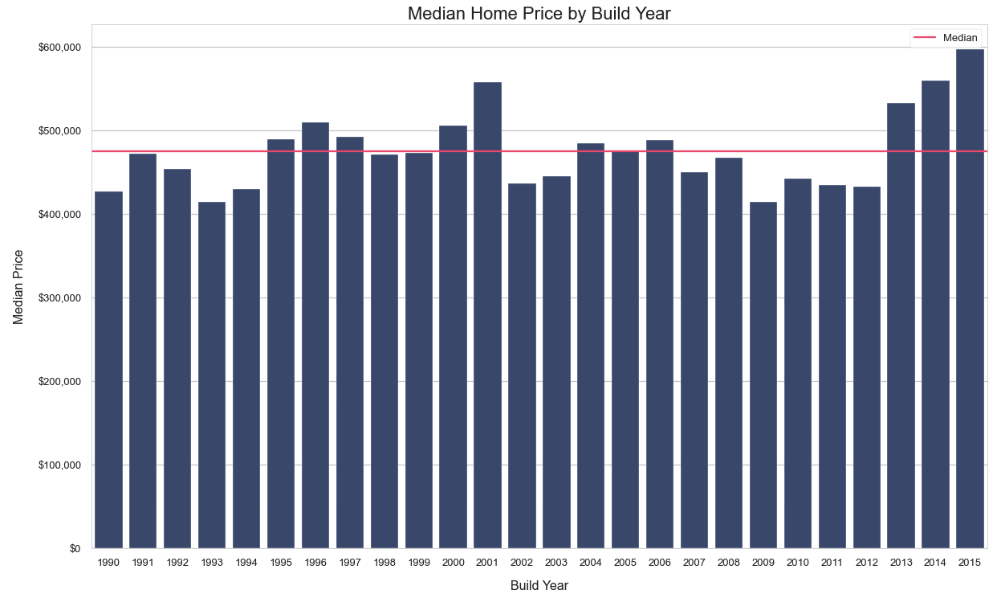 Median Home Price by Build Year
Median
$600,000
$500,000
$400,000
$300,000
$200,000
$100,000
$0
Median Price
1990 1991 1992 1993 1994 1995 1996 1997 1998 1999 2000 2001 2002 2003 2004 2005 2006 2007 2008 2009 2010 2011 2012 2013 2014 2015
Build Year